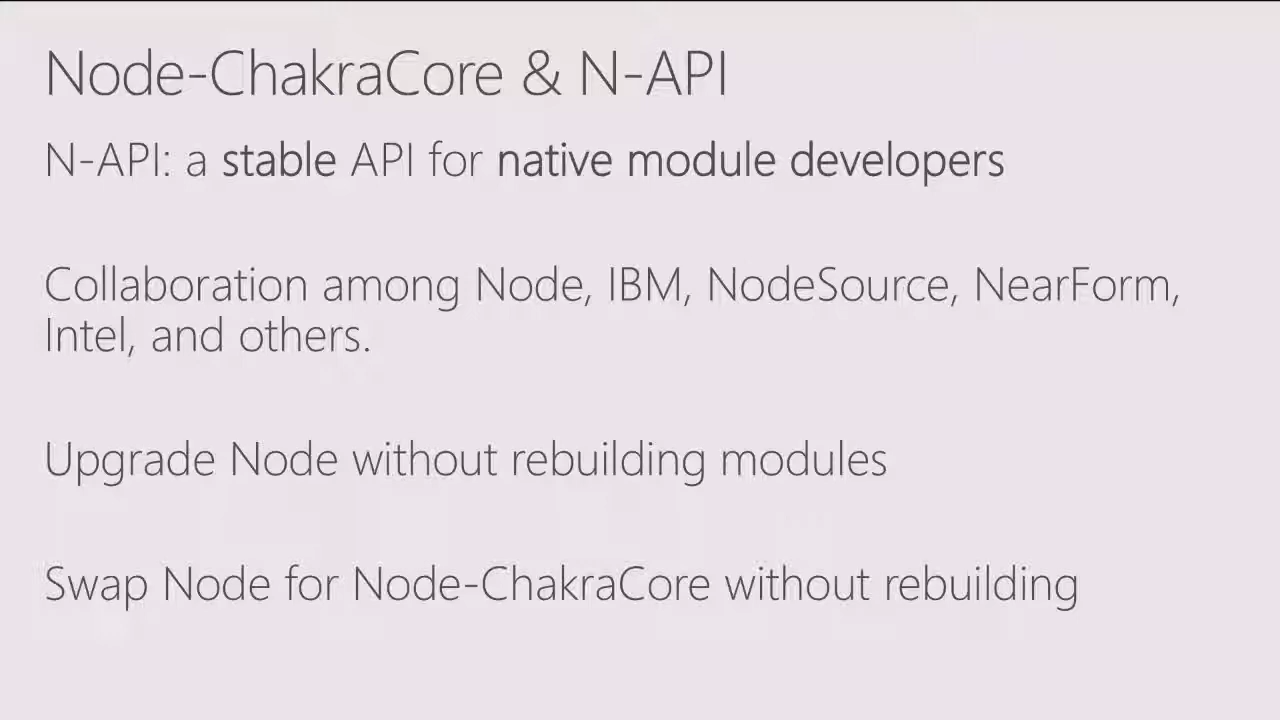 Node-ChakraCore & N-API
N-API: a stable API for native module developers
Collaboration among Node, IBM, NodeSource, NearForm,
Intel, and others.
Upgrade Node without rebuilding modules
Swap Node for Node-ChakraCore without rebuilding